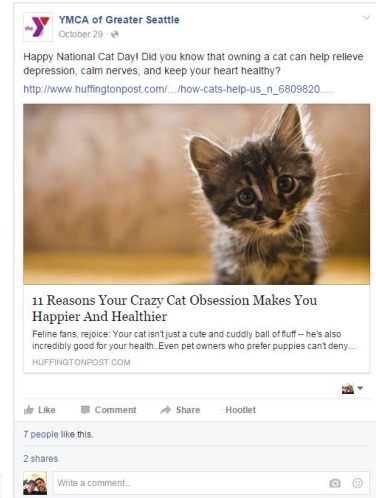 the
YMCA of Greater Seattle
October 29 ·
Happy National Cat Day! Did you know that owning a cat can help relieve
depression, calm nerves, and keep your heart healthy?
http://www.huffingtonpost.com/.../how-cats-help-us_n_6809820....
11 Reasons Your Crazy Cat Obsession Makes You
Happier And Healthier
Feline fans, rejoice: Your cat isn't just a cute and cuddly ball of fluff -- he's also
incredibly good for your health. Even pet owners who prefer puppies can't deny...
HUFFINGTONPOST.COM
Like Comment Share · Hootlet
7 people like this.
2 shares
Write a comment...